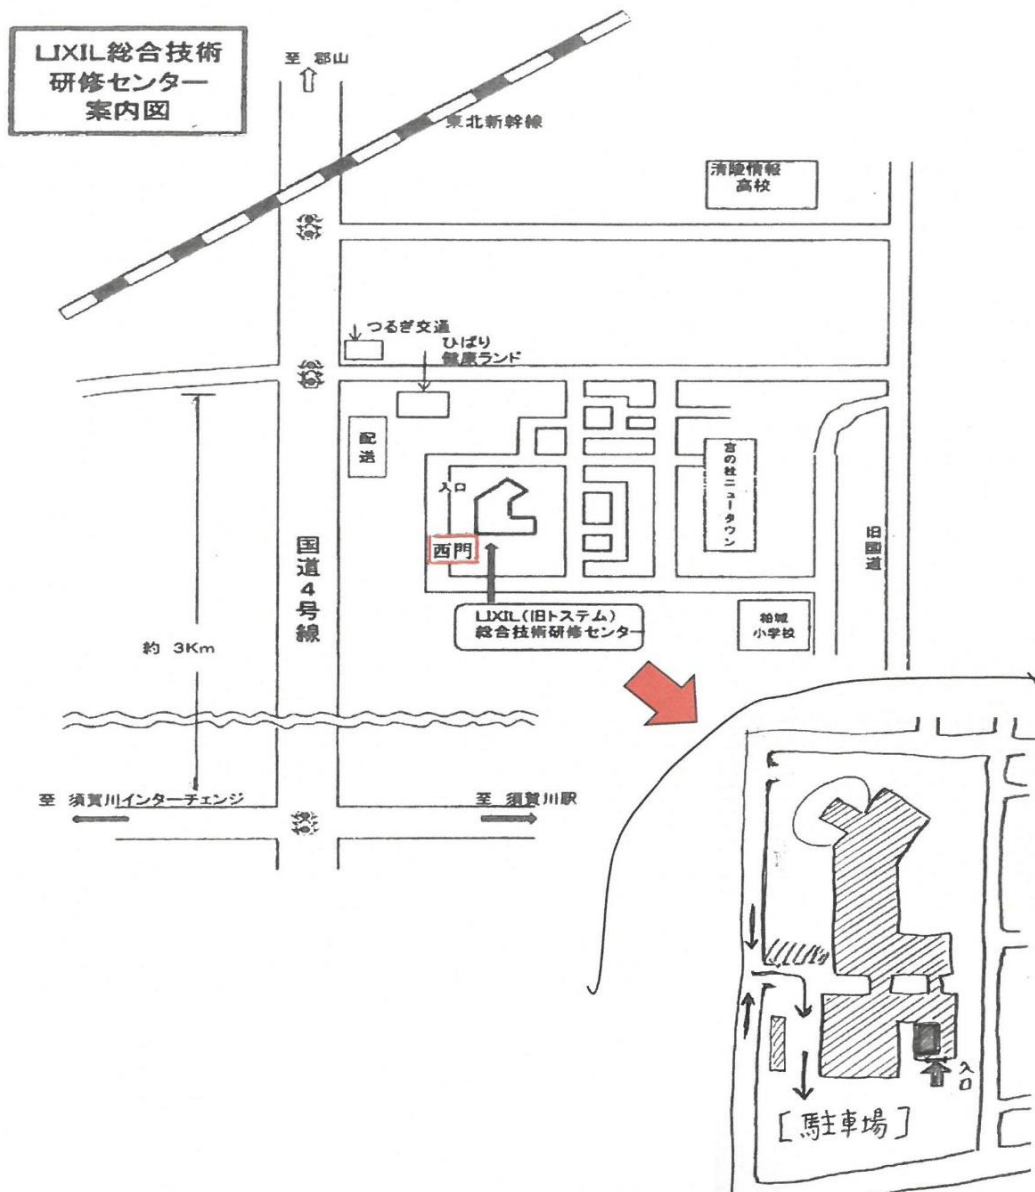 LIXIL総合技術
研修センター
案内図
至 郡山
東北新幹線
清陵情報
高校
つるぎ交通
ひばり
健康ランド
配送
入口
西門
宮の杜ニュータウン
旧國道
国道4号線
LIXIL(旧トステム)
総合技術研修センター
柏城
小学校
約 3Km
至 須賀川インターチェンジ
至 須賀川駅
入口
[駐車場]